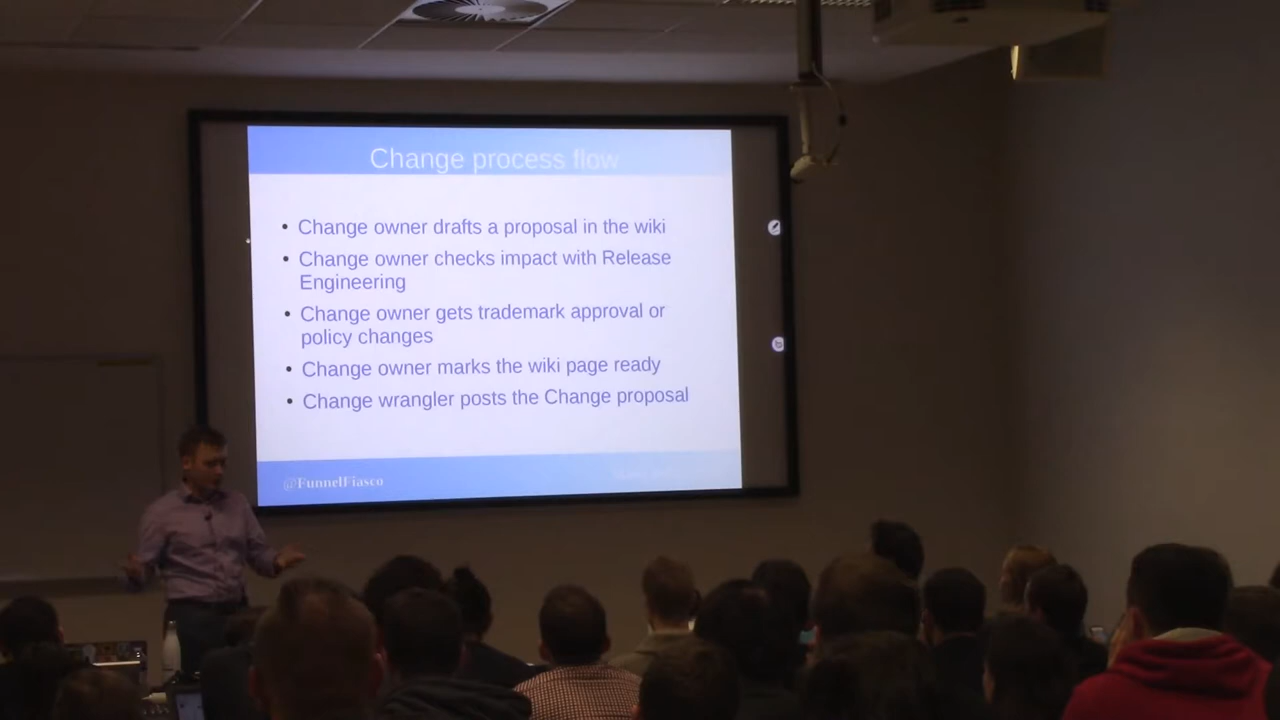 Change process flow
• Change owner drafts a proposal in the wiki
• Change owner checks impact with Release
Engineering
• Change owner gets trademark approval or
policy changes
• Change owner marks the wiki page ready
• Change wrangler posts the Change proposal
@FunnelFiasco